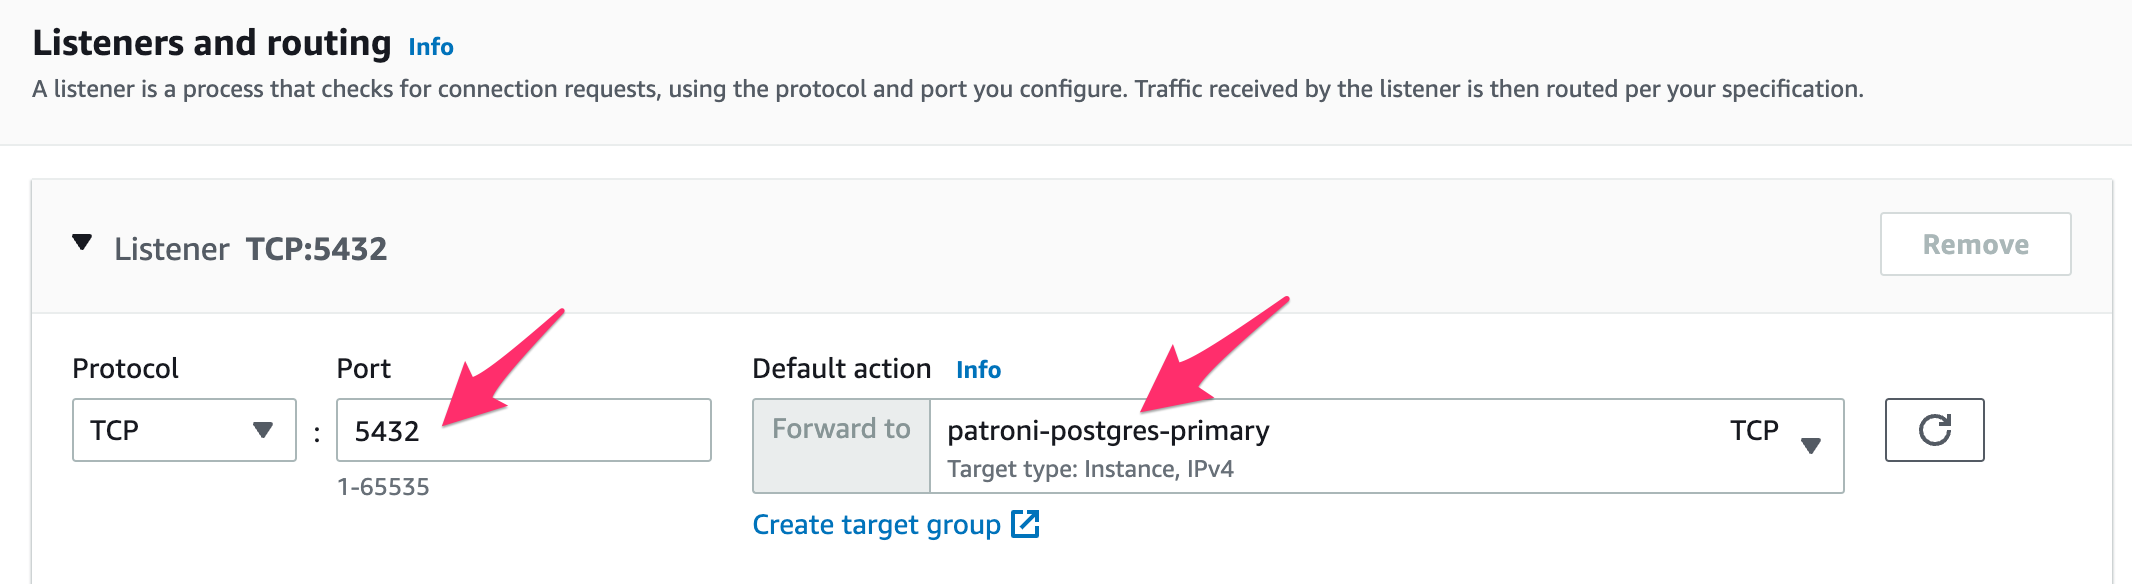 Listeners and routing Info
A listener is a process that checks for connection requests, using the protocol and port you configure. Traffic received by the listener is then routed per your specification.
Listener TCP:5432
Remove
Protocol
Port
Default action Info
TCP
:
5432
Forward to
patroni-postgres-primary
TCP
Target type: Instance, IPv4
1-65535
Create target group